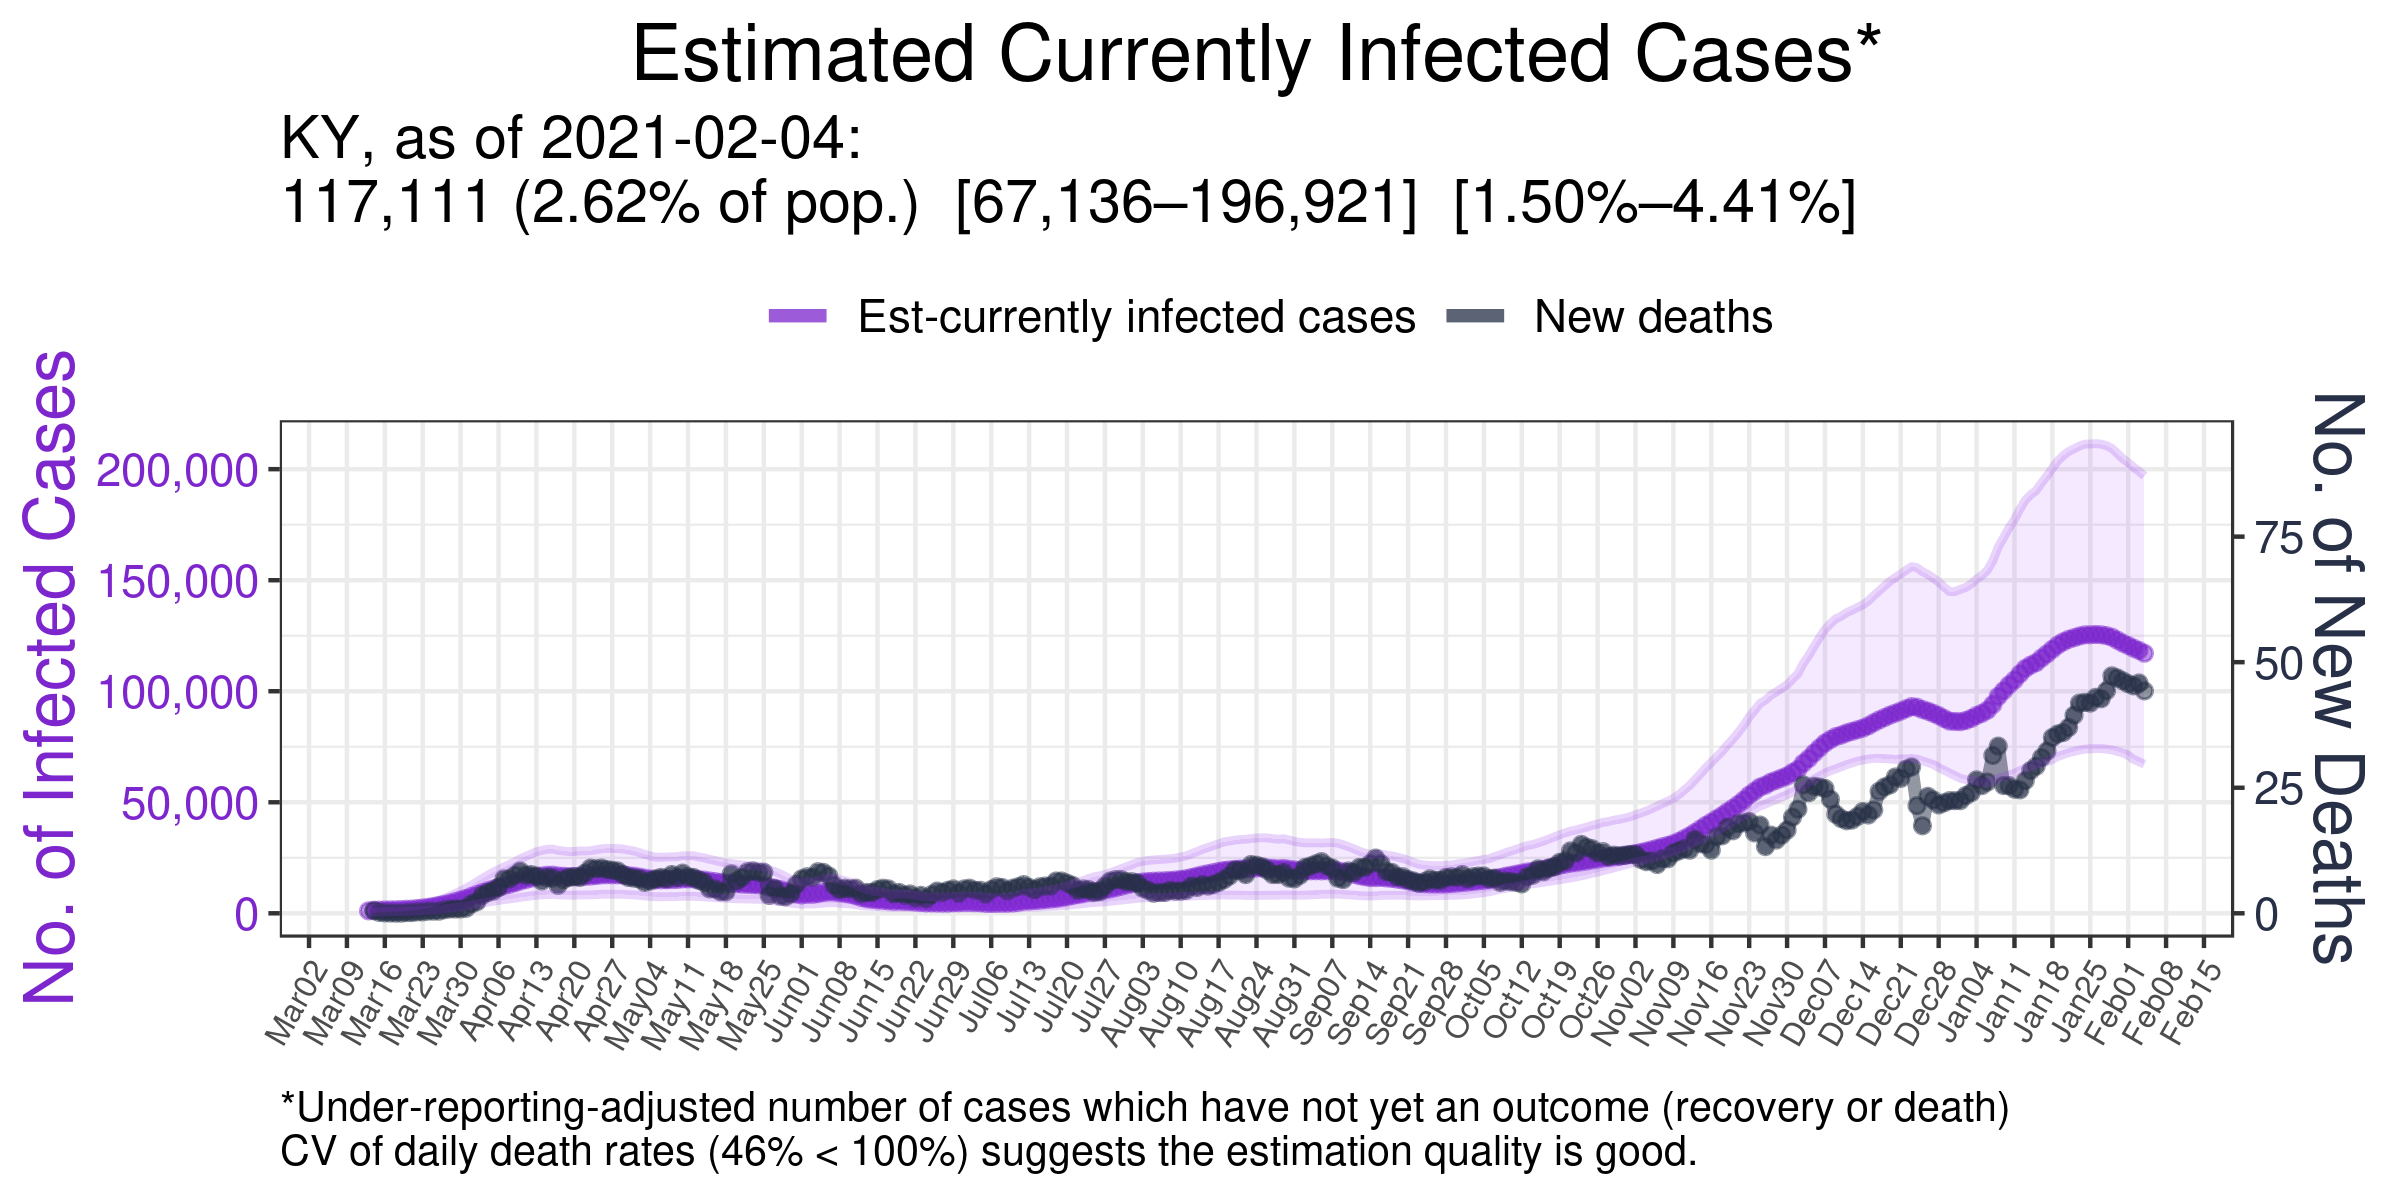 Estimated Currently Infected Cases*
KY, as of 2021-02-04:
117,111 (2.62% of pop.)  [67,136–196,921]  [1.50%–4.41%]
Est-currently infected cases
New deaths
No. of Infected Cases
200,000
150,000
100,000
50,000
0
No. of New Deaths
75
50
25
0
Mar02
Mar09
Mar16
Mar23
Mar30
Apr06
Apr13
Apr20
Apr27
May04
May11
May18
May25
Jun01
Jun08
Jun15
Jun22
Jun29
Jul06
Jul13
Jul20
Jul27
Aug03
Aug10
Aug17
Aug24
Aug31
Sep07
Sep14
Sep21
Sep28
Oct05
Oct12
Oct19
Oct26
Nov02
Nov09
Nov16
Nov23
Nov30
Dec07
Dec14
Dec21
Dec28
Jan04
Jan11
Jan18
Jan25
Feb01
Feb08
Feb15
*Under-reporting-adjusted number of cases which have not yet an outcome (recovery or death)
CV of daily death rates (46% < 100%) suggests the estimation quality is good.